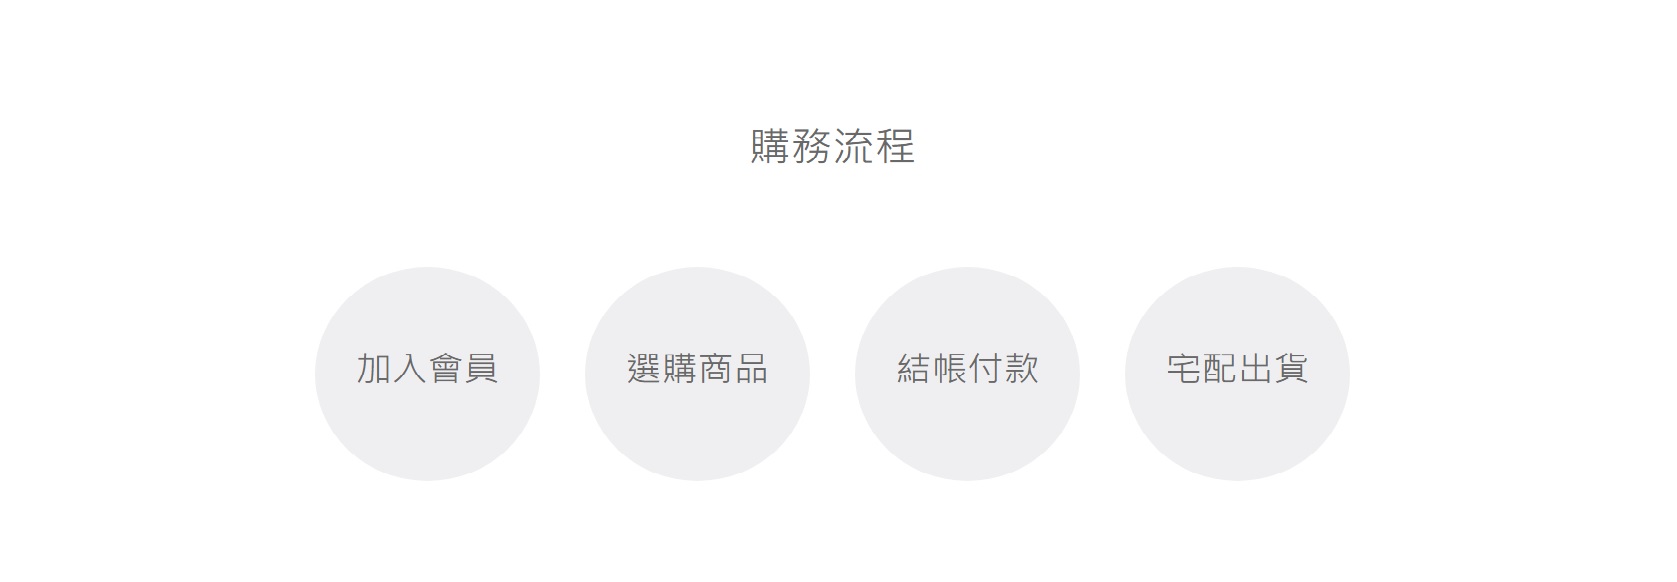 購務流程
加入會員
選購商品
結帳付款
宅配出貨